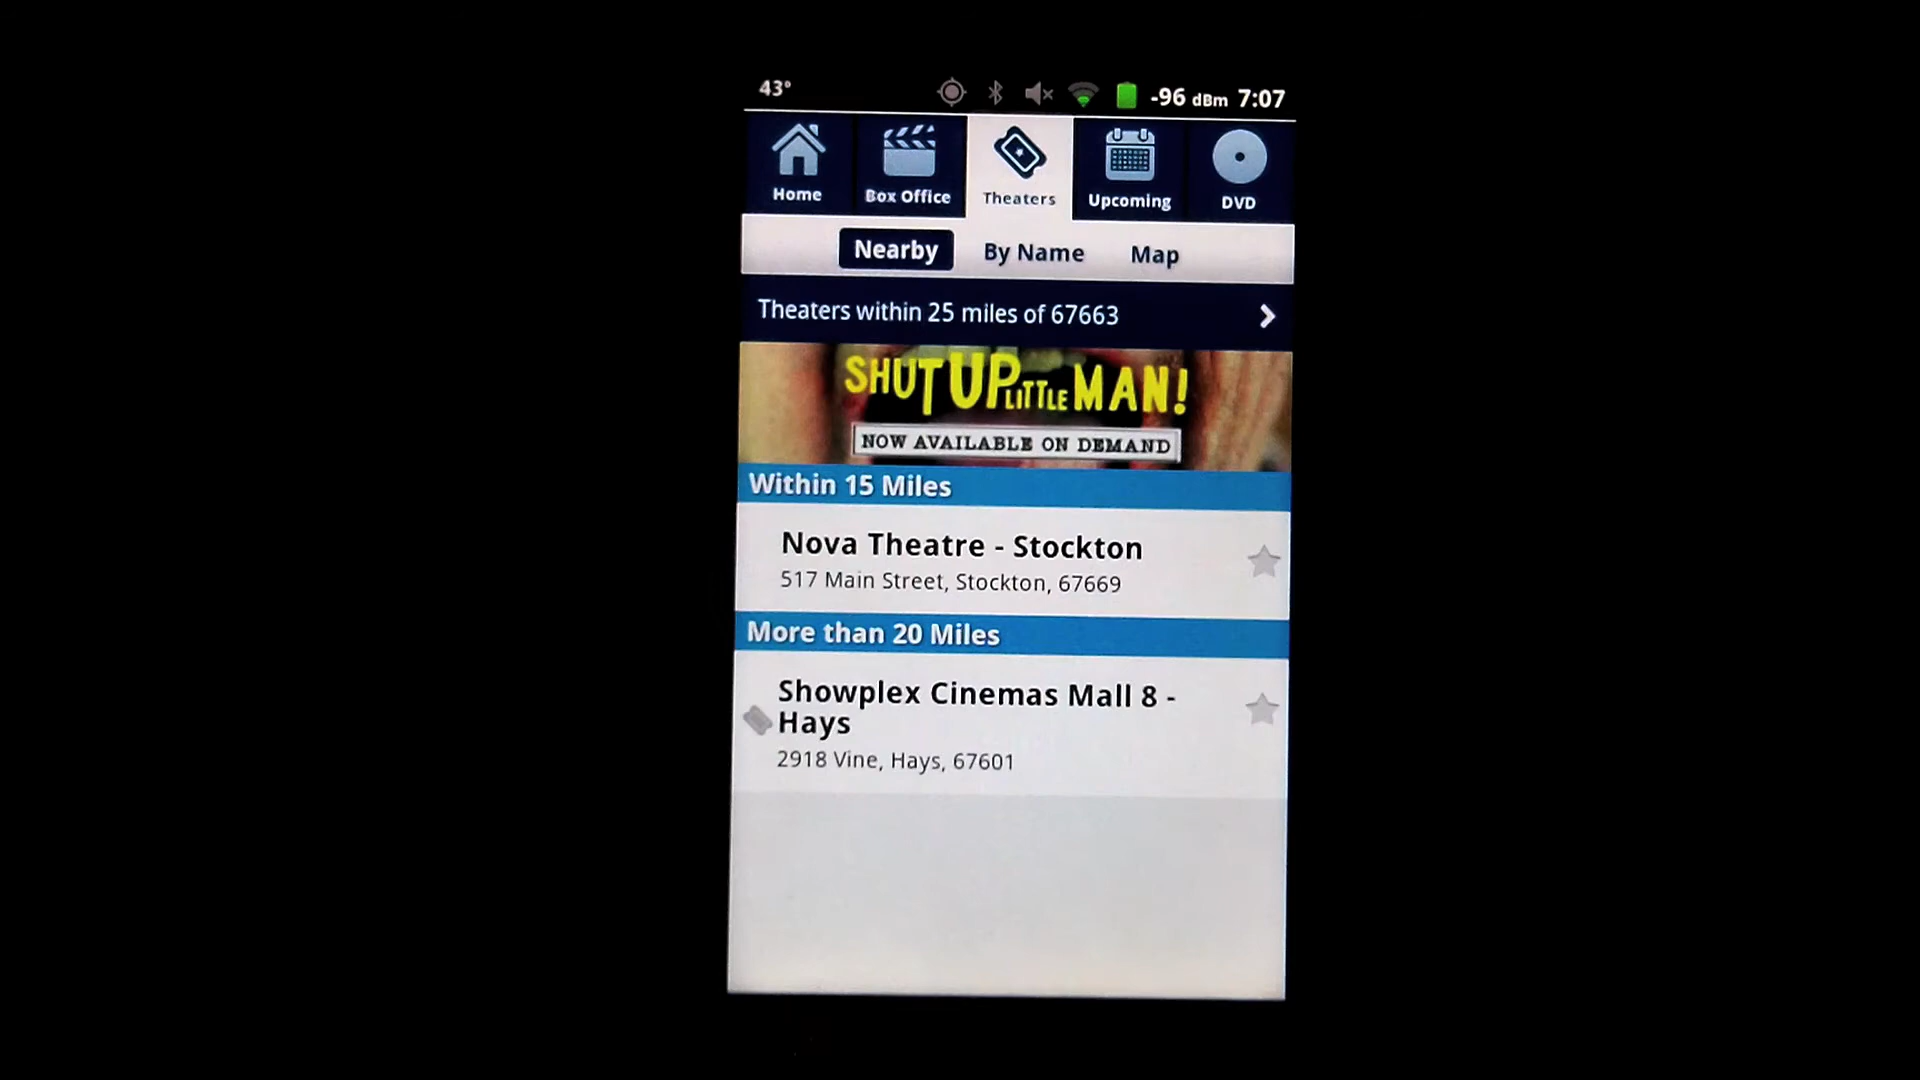 43° -96 dBm 7:07
Home Box Office Theaters Upcoming DVD
Nearby By Name Map
Theaters within 25 miles of 67663
SHUT UP LITTLE MAN!
NOW AVAILABLE ON DEMAND
Within 15 Miles
Nova Theatre - Stockton
517 Main Street, Stockton, 67669
More than 20 Miles
Showplex Cinemas Mall 8 -
Hays
2918 Vine, Hays, 67601